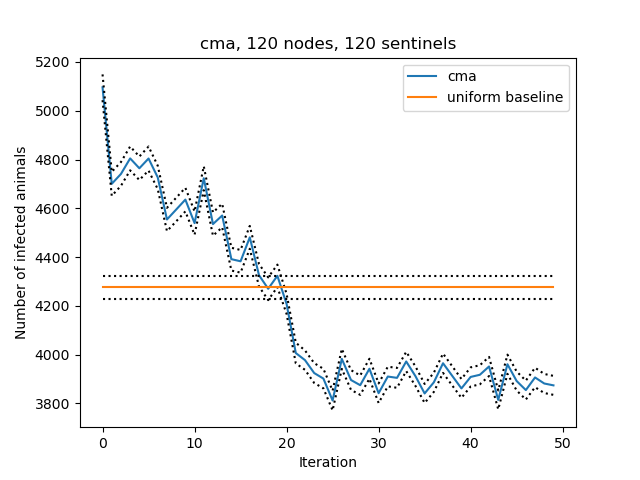 cma, 120 nodes, 120 sentinels
cma
uniform baseline
Number of infected animals
5200
5000
4800
4600
4400
4200
4000
3800
0 10 20 30 40 50
Iteration